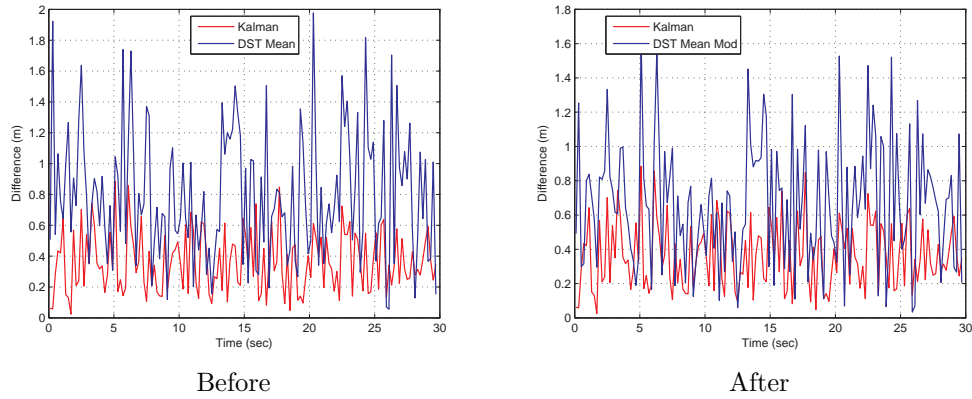 2
1.8
1.6
1.4
1.2
1
0.8
0.6
0.4
0.2
0
Difference (m)
Kalman
DST Mean
0 5 10 15 20 25 30
Time (sec)
Before
1.8
1.6
1.4
1.2
1
0.8
0.6
0.4
0.2
0
Difference (m)
Kalman
DST Mean Mod
0 5 10 15 20 25 30
Time (sec)
After